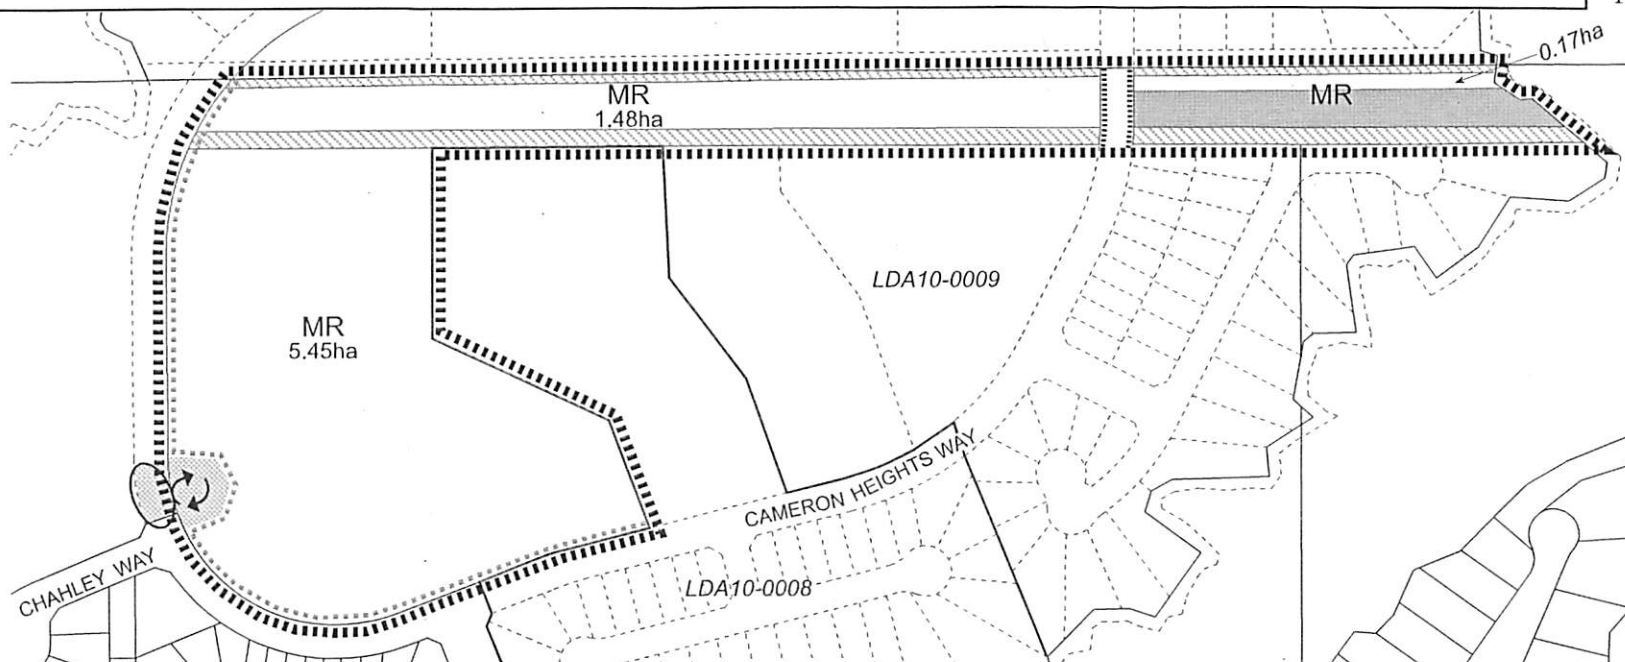 0.17ha
MR
1.48ha
MR
LDA10-0009
MR
5.45ha
CAMERON HEIGHTS WAY
CHAHLEY WAY
LDA10-0008